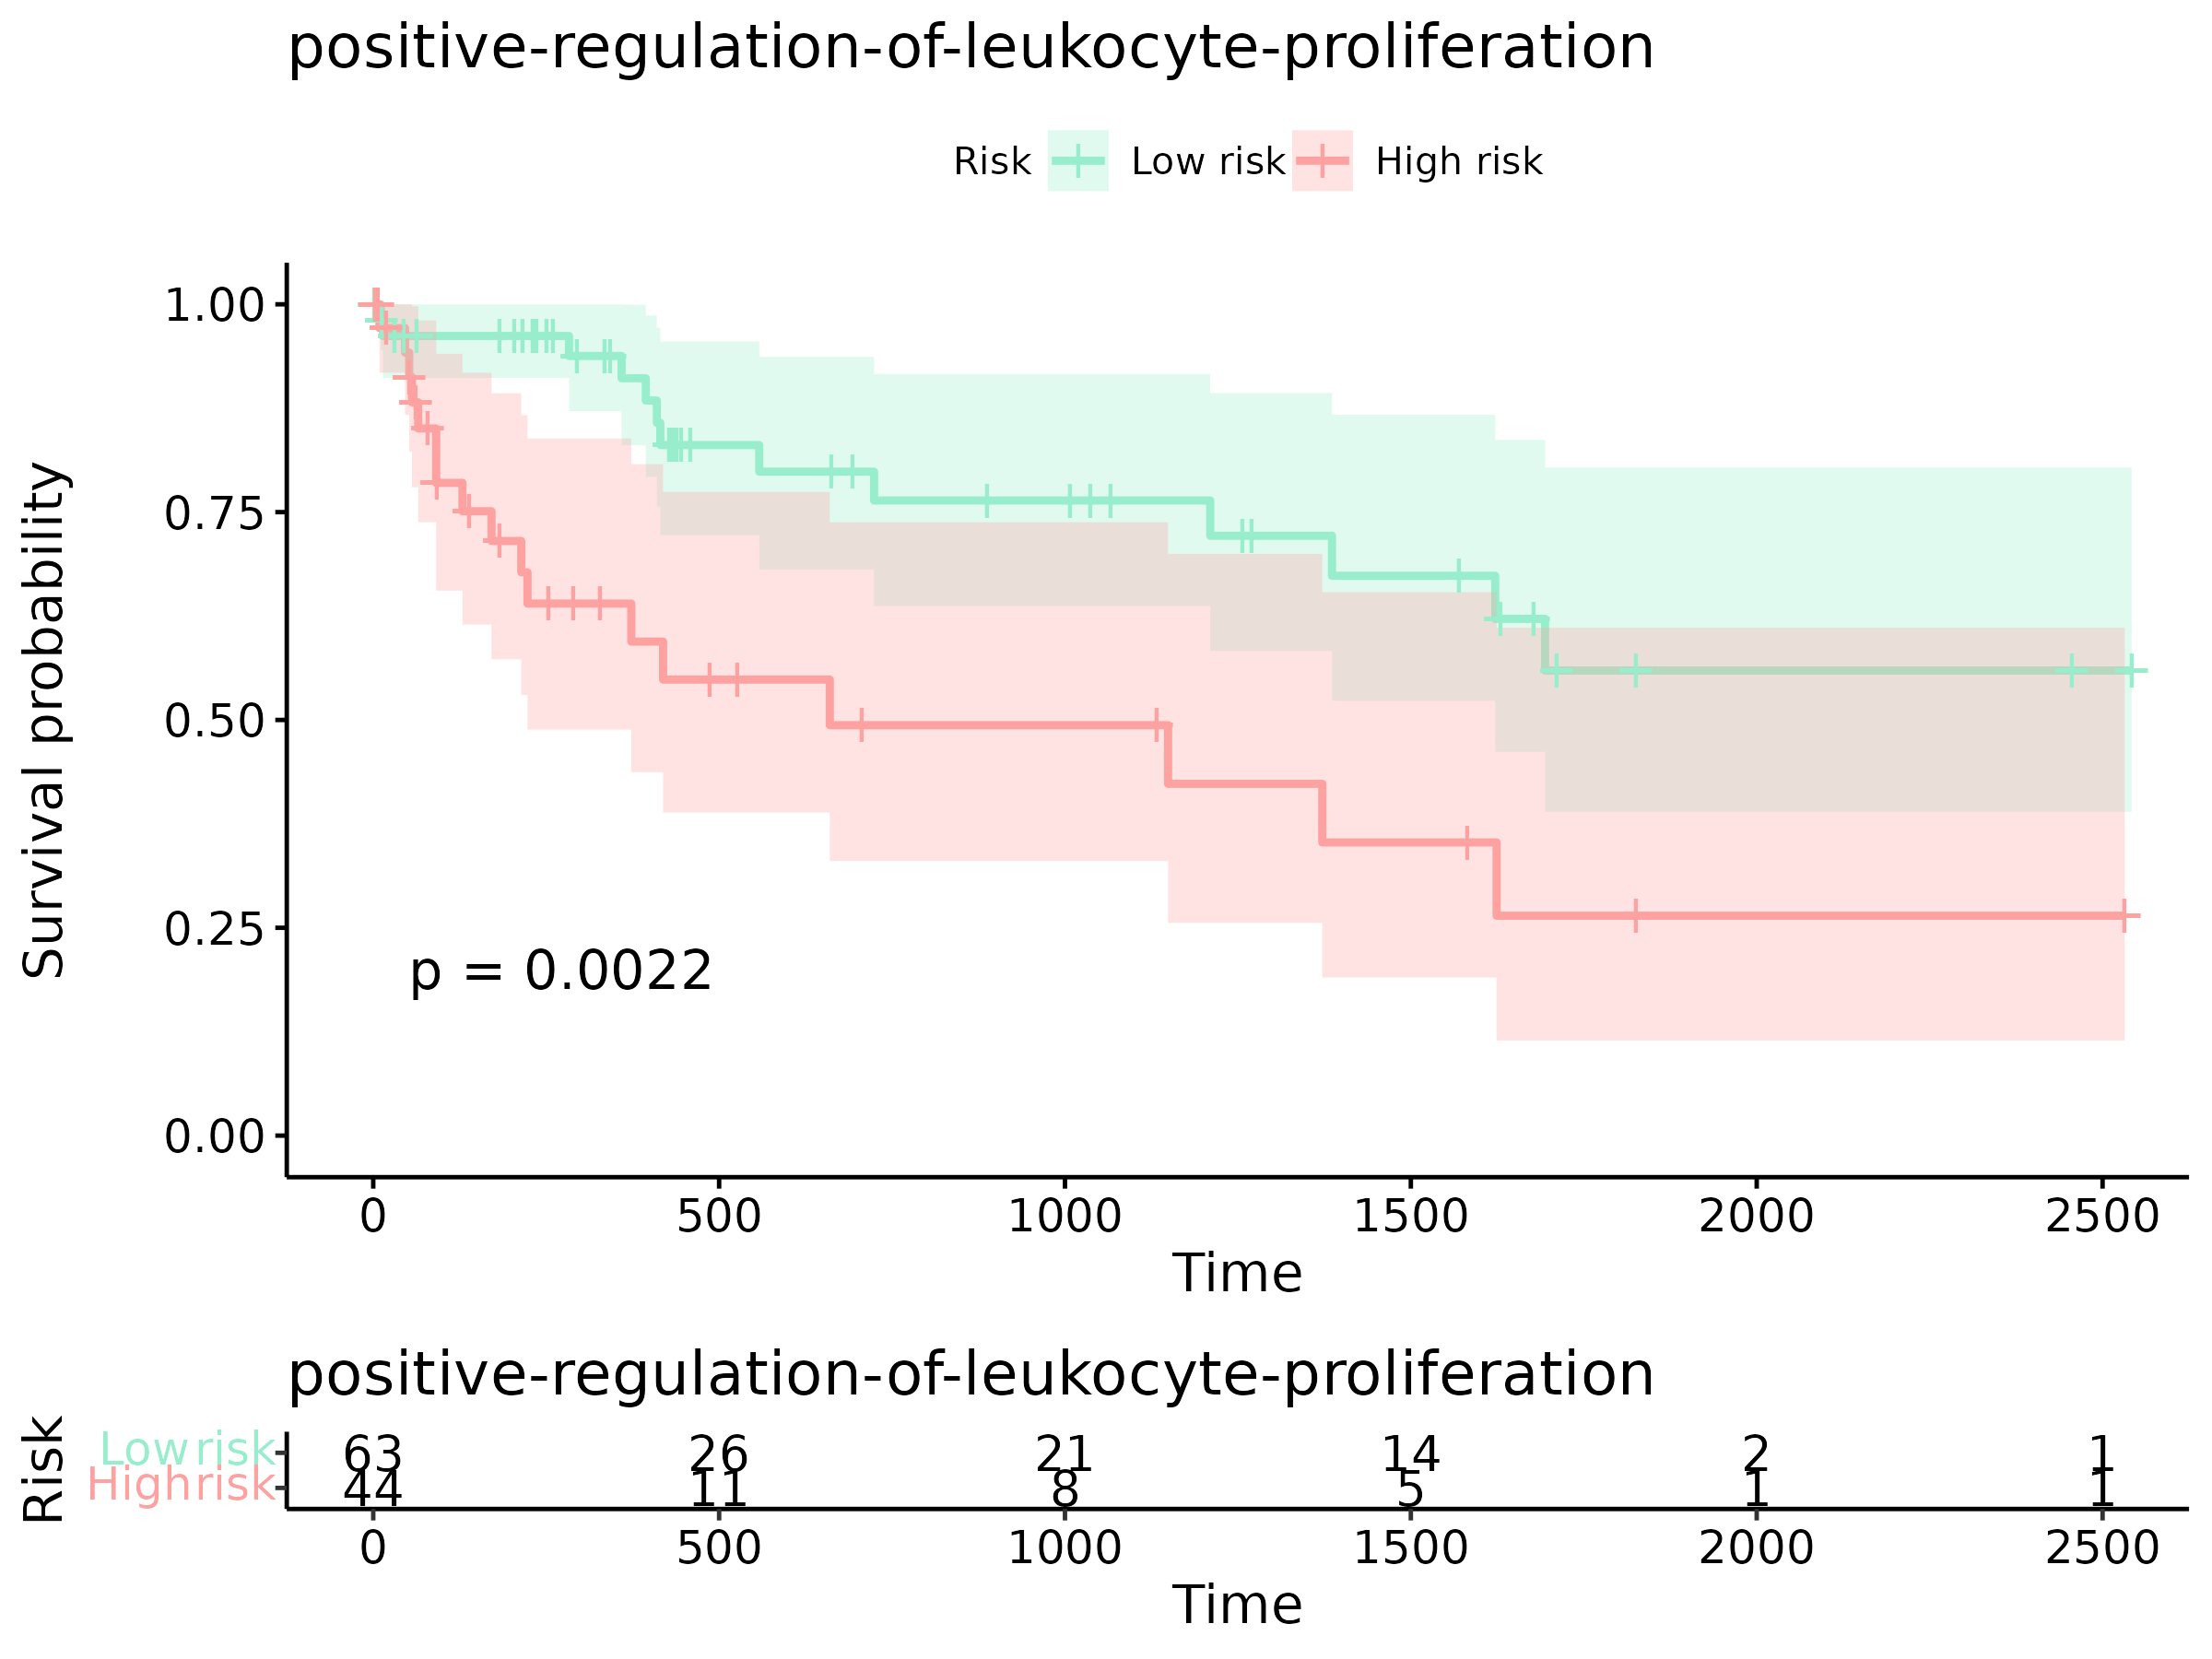 positive-regulation-of-leukocyte-proliferation
Risk Low risk High risk
Survival probability
1.00
0.75
0.50
0.25
0.00
p = 0.0022
0 500 1000 1500 2000 2500
Time
positive-regulation-of-leukocyte-proliferation
Risk
Low risk 63 26 21 14 2 1
High risk 44 11 8 5 1 1
0 500 1000 1500 2000 2500
Time